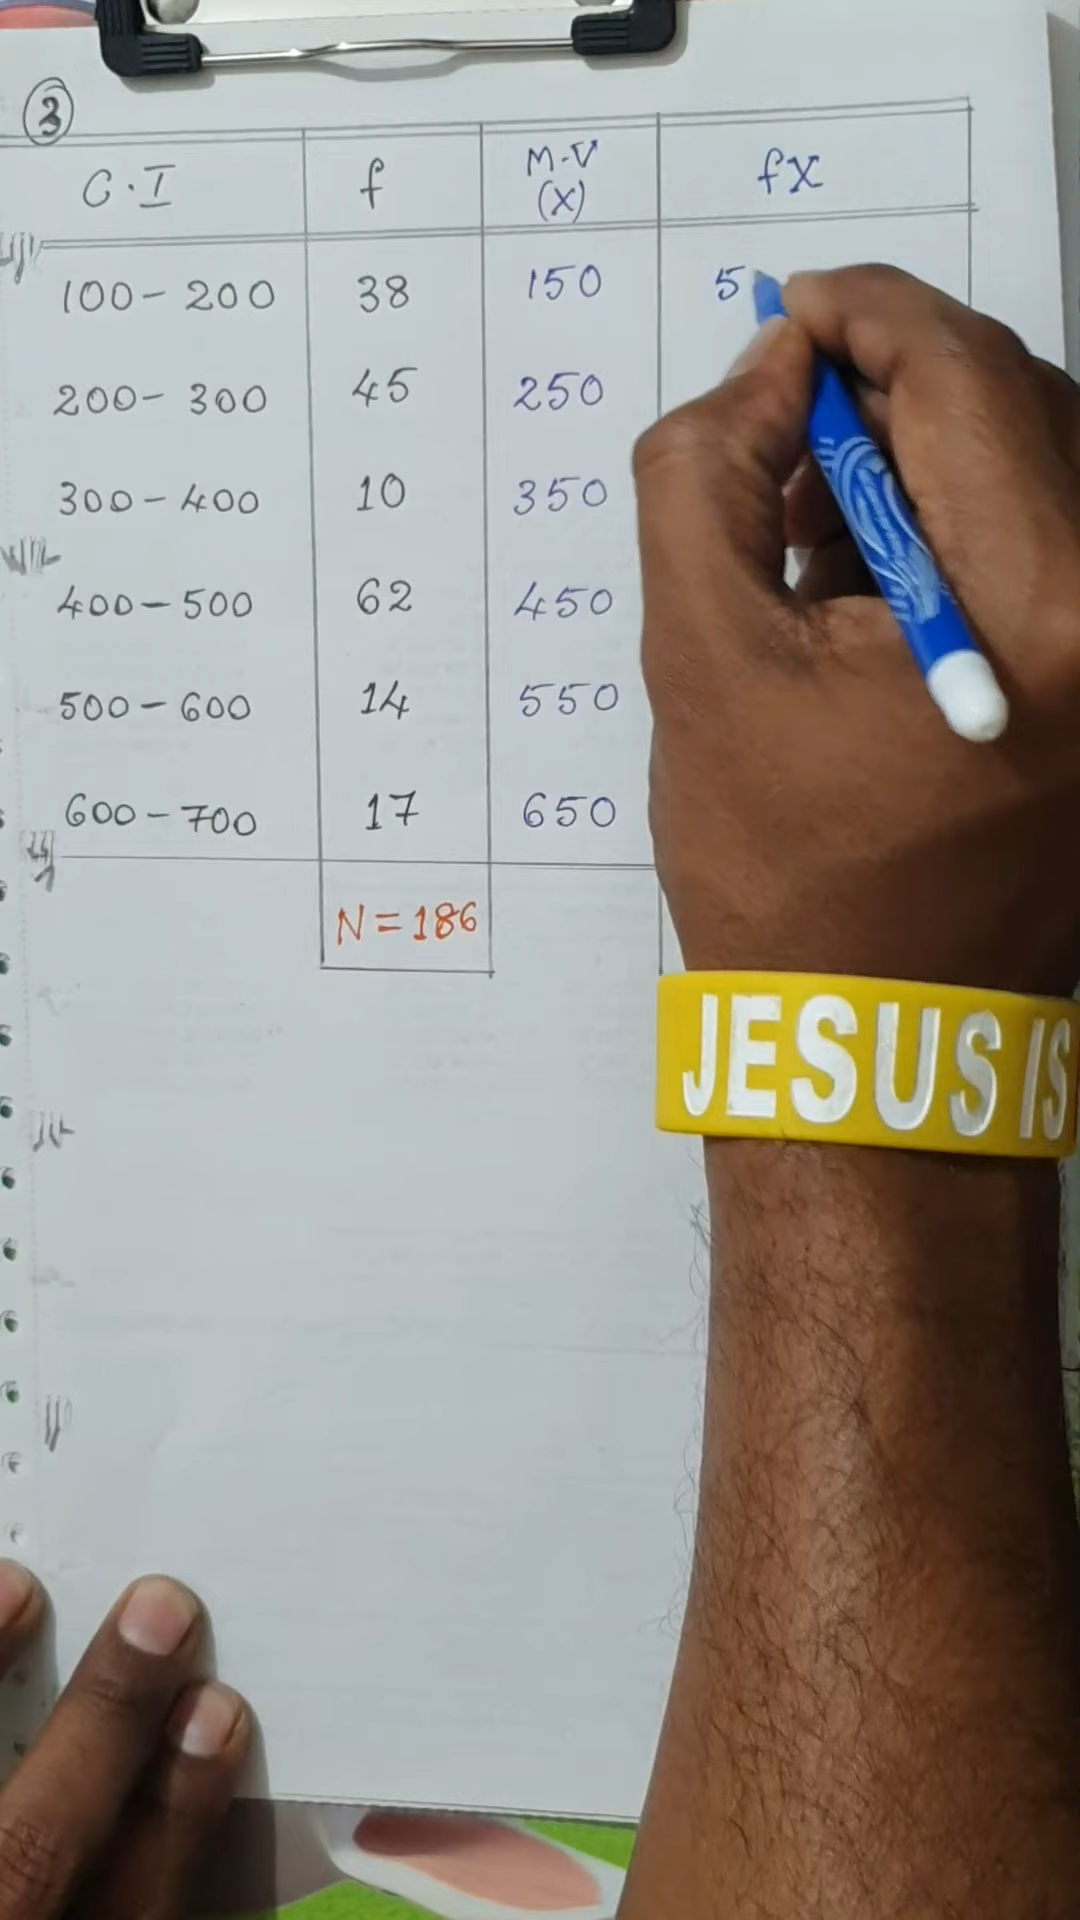 3
C.I f M.V (X) fX
100 - 200 38 150 5
200 - 300 45 250
300 - 400 10 350
400 - 500 62 450
500 - 600 14 550
600 - 700 17 650
N = 186
JESUS IS